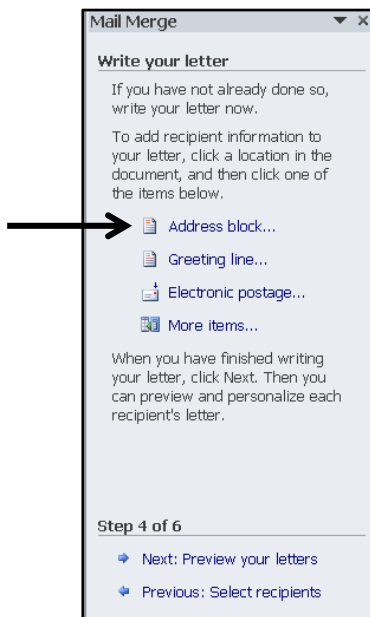 Mail Merge
Write your letter
If you have not already done so,
write your letter now.
To add recipient information to
your letter, click a location in the
document, and then click one of
the items below.
Address block...
Greeting line...
Electronic postage...
More items...
When you have finished writing
your letter, click Next. Then you
can preview and personalize each
recipient's letter.
Step 4 of 6
Next: Preview your letters
Previous: Select recipients